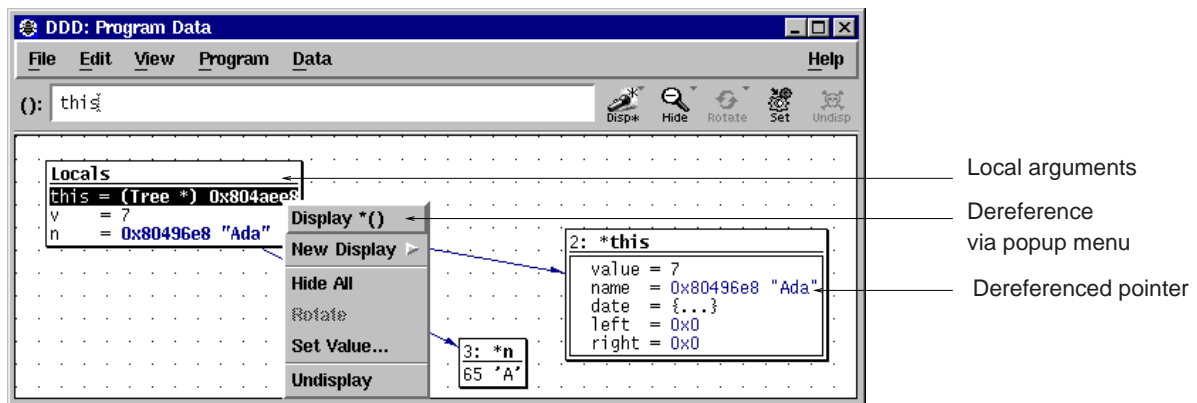 DDD: Program Data
File Edit View Program Data Help
(): this
Disp* Hide Rotate Set Undisp
Locals
this = (Tree *) 0x804aee8
v = 7
n = 0x80496e8 "Ada"
Display *()
New Display
Hide All
Rotate
Set Value...
Undisplay
2: *this
value = 7
name = 0x80496e8 "Ada"
date = {...}
left = 0x0
right = 0x0
3: *n
65 'A'
Local arguments
Dereference
via popup menu
Dereferenced pointer